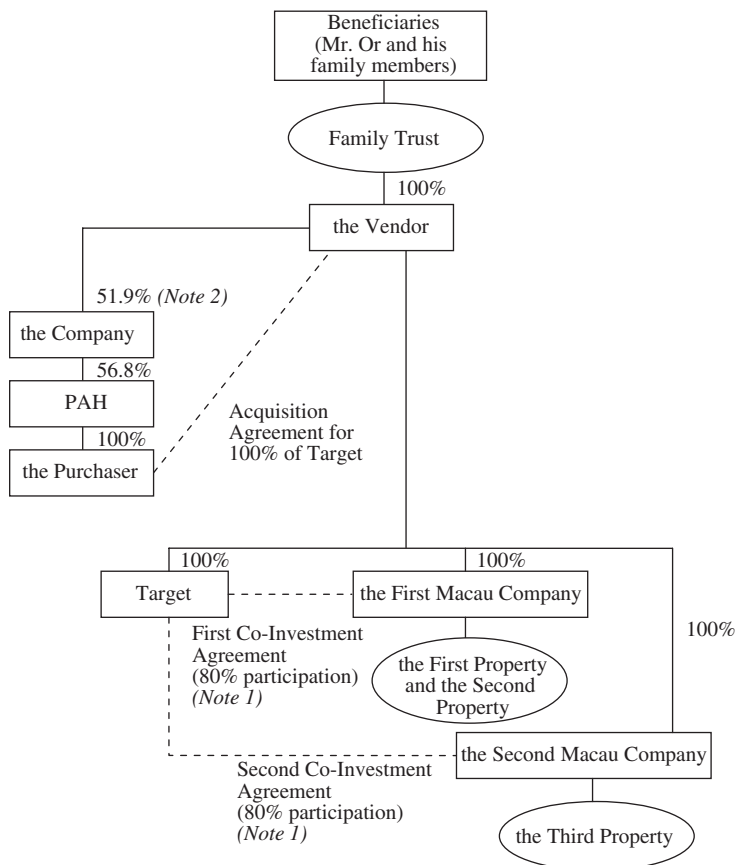 Beneficiaries
(Mr. Or and his
family members)
Family Trust
100%
the Vendor
51.9% (Note 2)
the Company
56.8%
PAH
100%
the Purchaser
Acquisition
Agreement for
100% of Target
100%
Target
100%
the First Macau Company
100%
First Co-Investment
Agreement
(80% participation)
(Note 1)
the First Property
and the Second
Property
the Second Macau Company
Second Co-Investment
Agreement
(80% participation)
(Note 1)
the Third Property